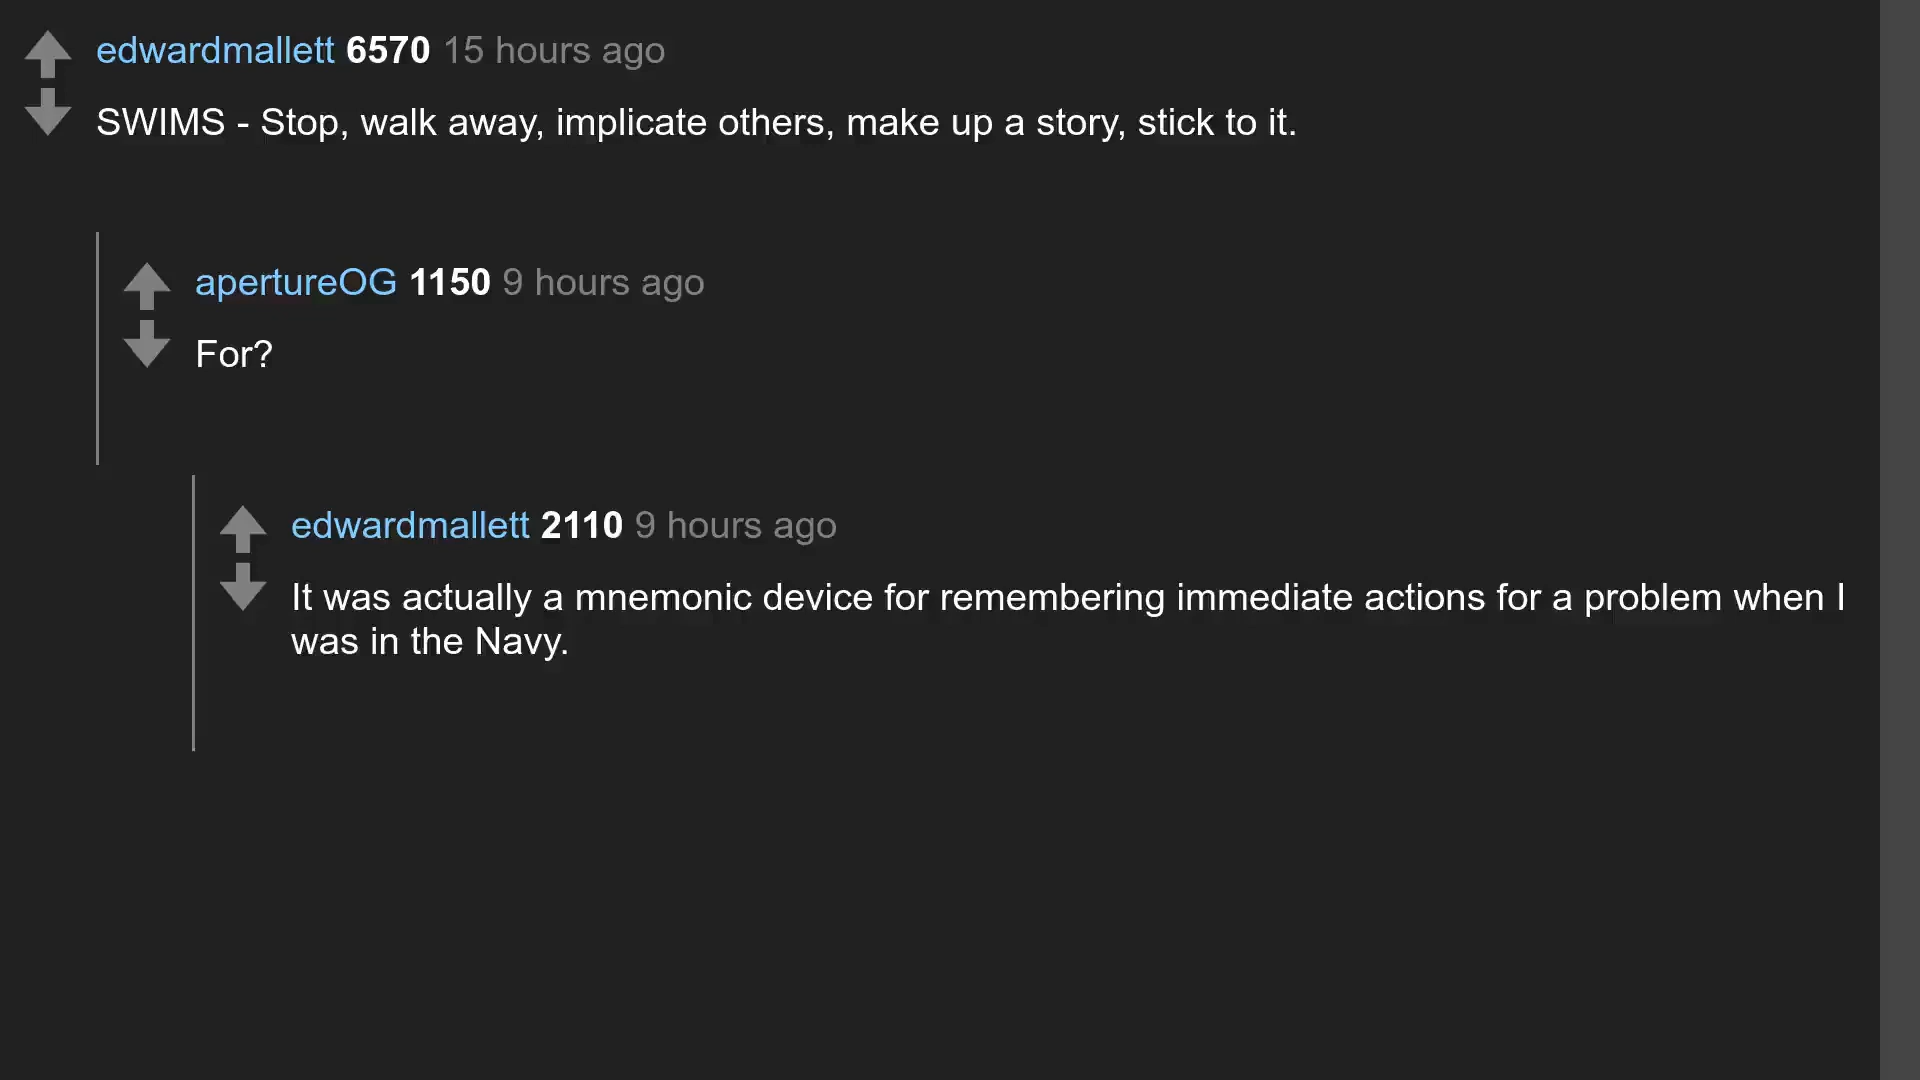 edwardmallett 6570 15 hours ago
SWIMS - Stop, walk away, implicate others, make up a story, stick to it.
apertureOG 1150 9 hours ago
For?
edwardmallett 2110 9 hours ago
It was actually a mnemonic device for remembering immediate actions for a problem when I
was in the Navy.